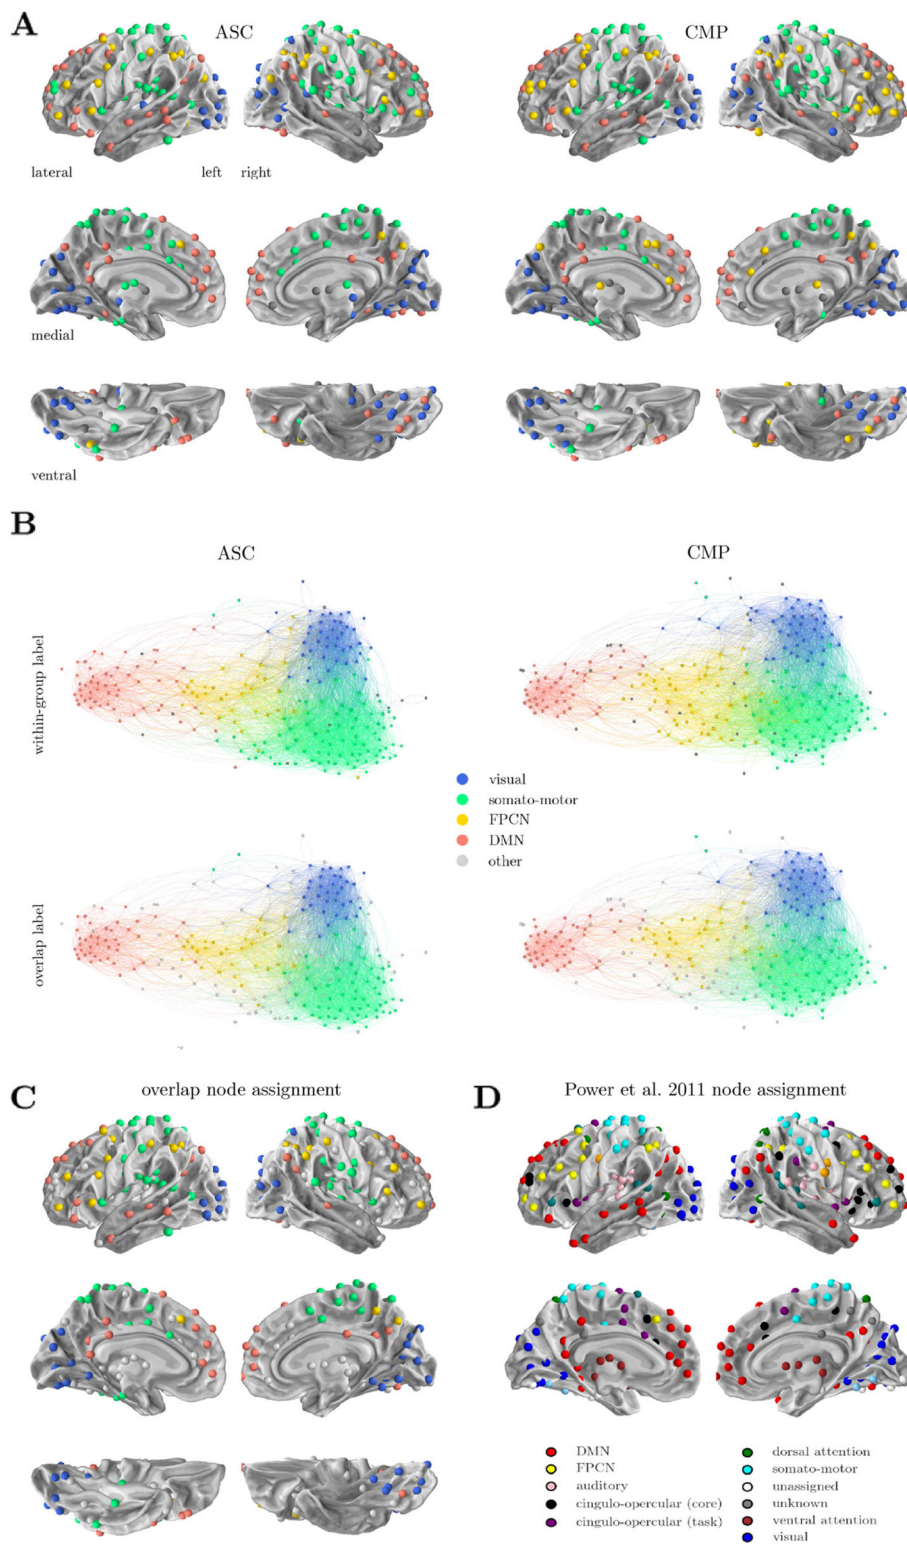 A
ASC
CMP
lateral
left
right
medial
ventral
B
ASC
CMP
within-group label
visual
somato-motor
FPCN
DMN
other
overlap label
C
overlap node assignment
D
Power et al. 2011 node assignment
DMN
FPCN
auditory
cingulo-opercular (core)
cingulo-opercular (task)
dorsal attention
somato-motor
unassigned
unknown
ventral attention
visual